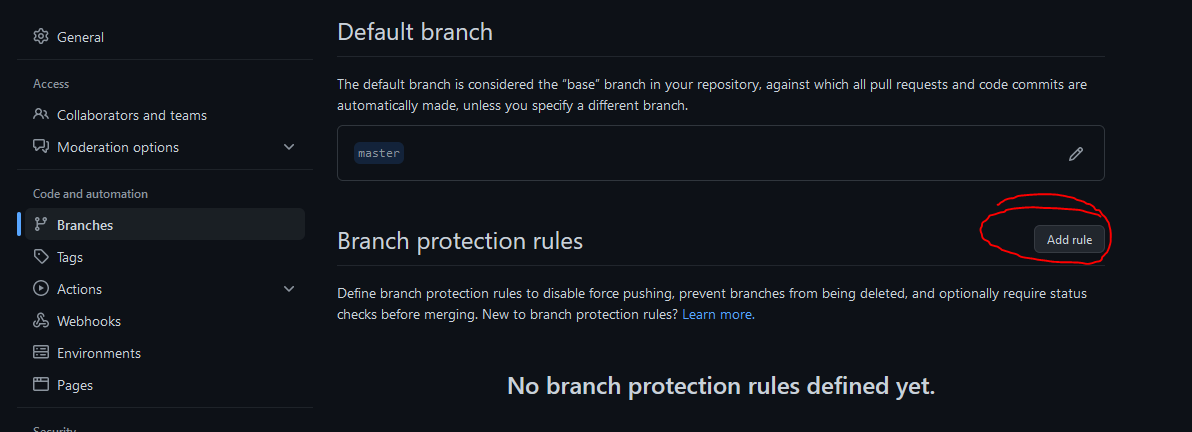 General
Access
Collaborators and teams
Moderation options
Code and automation
Branches
Tags
Actions
Webhooks
Environments
Pages
Security
Default branch
The default branch is considered the “base” branch in your repository, against which all pull requests and code commits are
automatically made, unless you specify a different branch.
master
Branch protection rules
Add rule
Define branch protection rules to disable force pushing, prevent branches from being deleted, and optionally require status
checks before merging. New to branch protection rules? Learn more.
No branch protection rules defined yet.